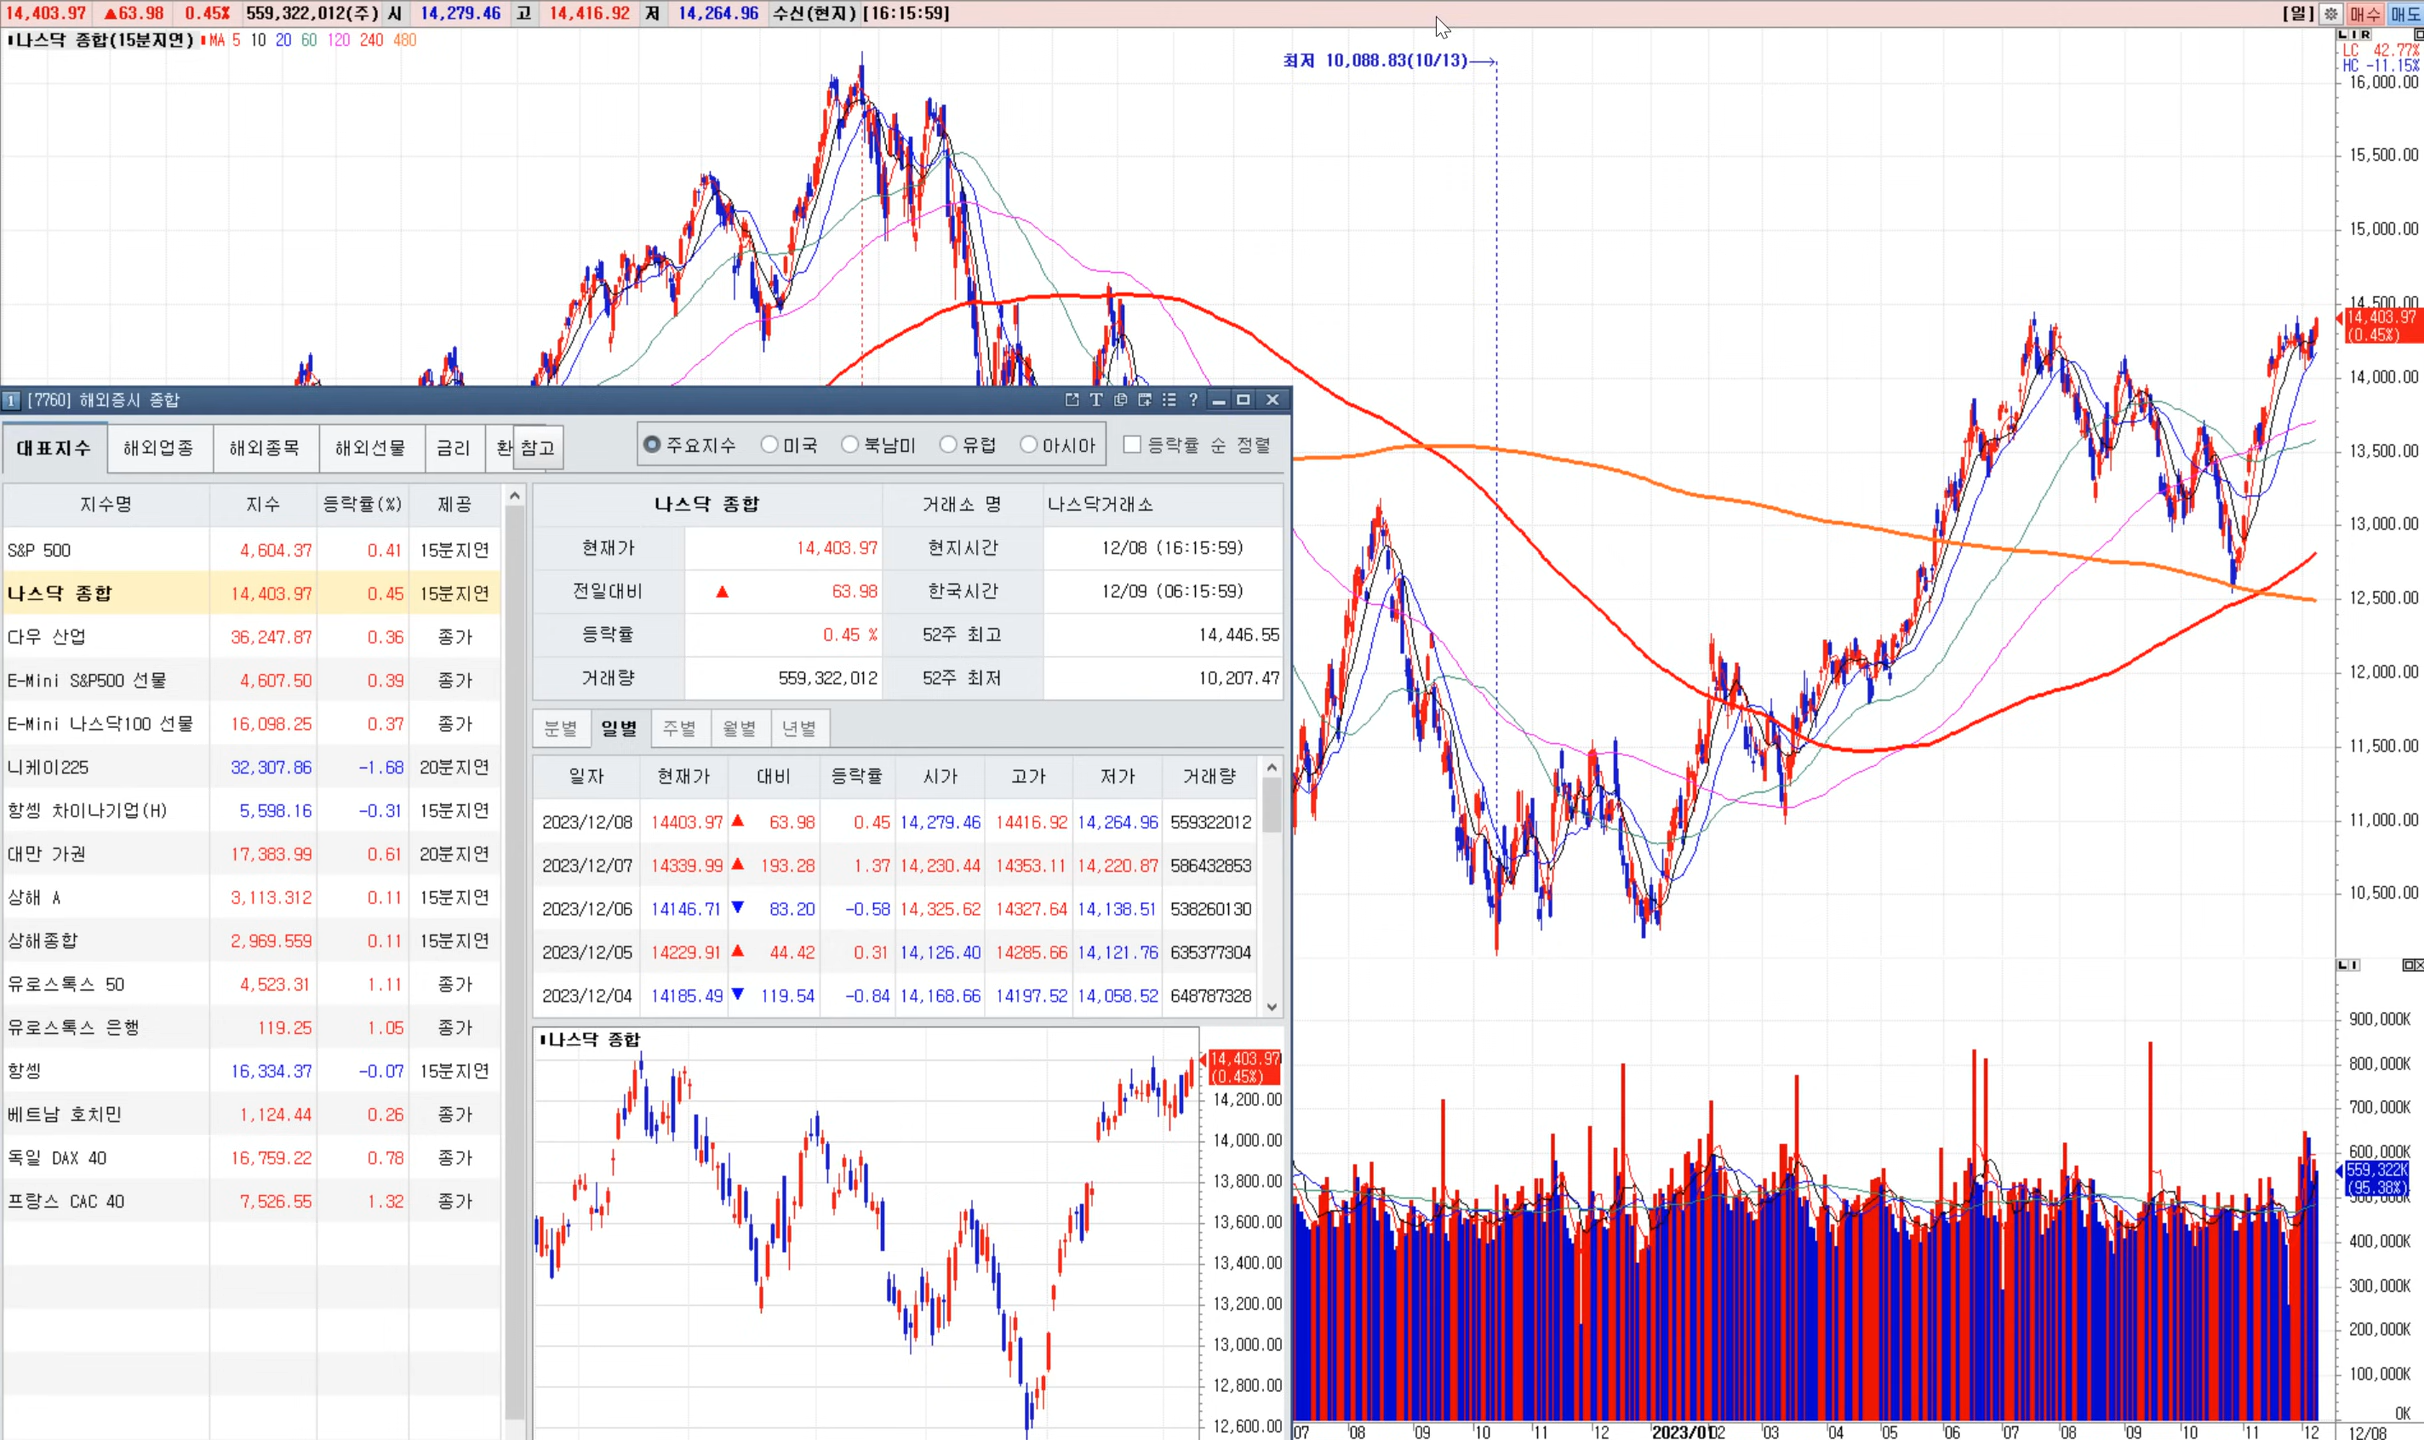 14,403.97 ▲63.98 0.45% 559,322,012(주) 시 14,279.46 고 14,416.92 저 14,264.96 수신(현지) [16:15:59] [일] 매수 매도
나스닥 종합(15분지연) MA 5 10 20 60 120 240 480
L I R
LC 42.77%
HC -11.15%
최저 10,088.83(10/13)
16,000.00
15,500.00
15,000.00
14,500.00
14,403.97
(0.45%)
14,000.00
13,500.00
13,000.00
12,500.00
12,000.00
11,500.00
11,000.00
10,500.00
1 [7760] 해외증시 종합
대표지수 해외업종 해외종목 해외선물 금리 환 참고 주요지수 미국 북남미 유럽 아시아 등락률 순 정렬
지수명 지수 등락률(%) 제공
S&P 500 4,604.37 0.41 15분지연
나스닥 종합 14,403.97 0.45 15분지연
다우 산업 36,247.87 0.36 종가
E-Mini S&P500 선물 4,607.50 0.39 종가
E-Mini 나스닥100 선물 16,098.25 0.37 종가
니케이225 32,307.86 -1.68 20분지연
항셍 차이나기업(H) 5,598.16 -0.31 15분지연
대만 가권 17,383.99 0.61 20분지연
상해 A 3,113.312 0.11 15분지연
상해종합 2,969.559 0.11 15분지연
유로스톡스 50 4,523.31 1.11 종가
유로스톡스 은행 119.25 1.05 종가
항셍 16,334.37 -0.07 15분지연
베트남 호치민 1,124.44 0.26 종가
독일 DAX 40 16,759.22 0.78 종가
프랑스 CAC 40 7,526.55 1.32 종가
나스닥 종합 거래소 명 나스닥거래소
현재가 14,403.97 현지시간 12/08 (16:15:59)
전일대비 ▲ 63.98 한국시간 12/09 (06:15:59)
등락률 0.45 % 52주 최고 14,446.55
거래량 559,322,012 52주 최저 10,207.47
분별 일별 주별 월별 년별
일자 현재가 대비 등락률 시가 고가 저가 거래량
2023/12/08 14403.97 ▲ 63.98 0.45 14,279.46 14416.92 14,264.96 559322012
2023/12/07 14339.99 ▲ 193.28 1.37 14,230.44 14353.11 14,220.87 586432853
2023/12/06 14146.71 ▼ 83.20 -0.58 14,325.62 14327.64 14,138.51 538260130
2023/12/05 14229.91 ▲ 44.42 0.31 14,126.40 14285.66 14,121.76 635377304
2023/12/04 14185.49 ▼ 119.54 -0.84 14,168.66 14197.52 14,058.52 648787328
나스닥 종합
14,403.97
(0.45%)
14,200.00
14,000.00
13,800.00
13,600.00
13,400.00
13,200.00
13,000.00
12,800.00
12,600.00
L I
900,000K
800,000K
700,000K
600,000K
559,322K
(95.38%)
400,000K
300,000K
200,000K
100,000K
0K
07 08 09 10 11 12 2023/01 02 03 04 05 06 07 08 09 10 11 12 12/08